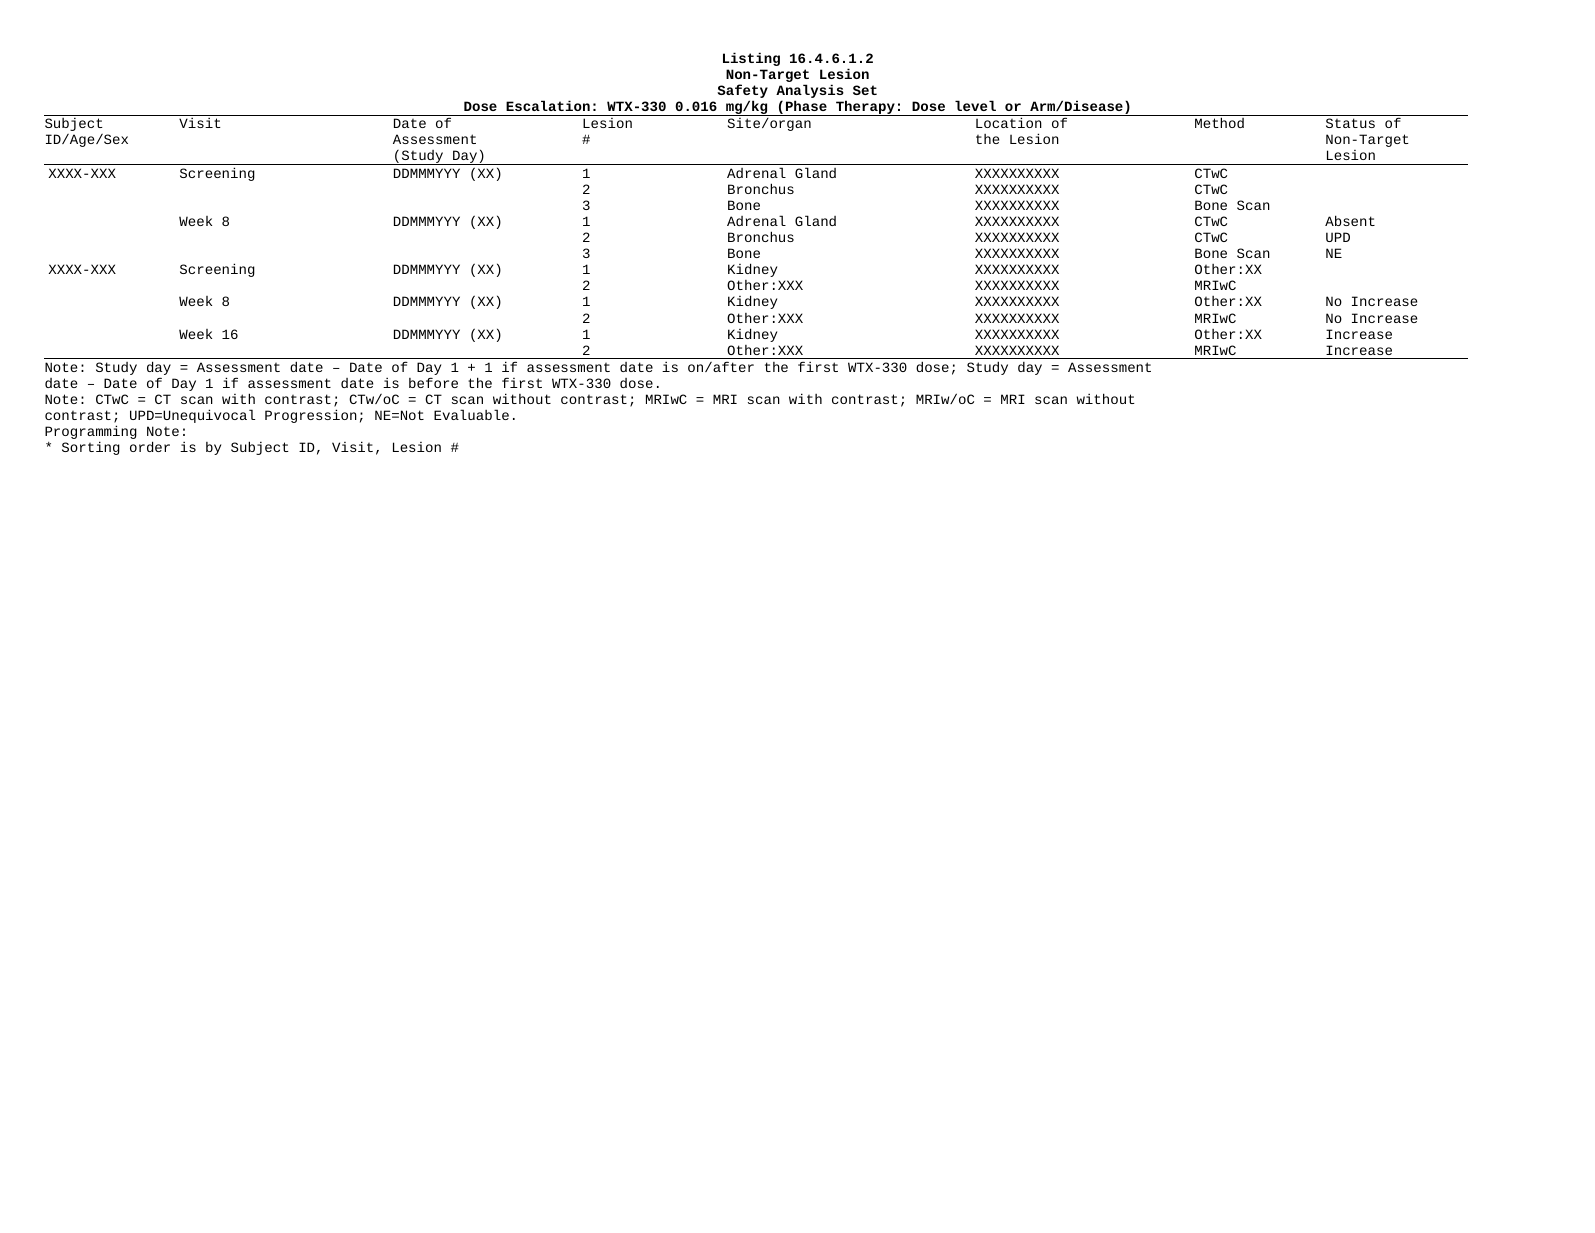 Listing 16.4.6.1.2
Non-Target Lesion
Safety Analysis Set
Dose Escalation: WTX-330 0.016 mg/kg (Phase Therapy: Dose level or Arm/Disease)
Subject Visit Date of Lesion Site/organ Location of Method Status of
ID/Age/Sex Assessment # the Lesion Non-Target
(Study Day) Lesion
XXXX-XXX Screening DDMMMYYY (XX) 1 Adrenal Gland XXXXXXXXXX CTwC
2 Bronchus XXXXXXXXXX CTwC
3 Bone XXXXXXXXXX Bone Scan
Week 8 DDMMMYYY (XX) 1 Adrenal Gland XXXXXXXXXX CTwC Absent
2 Bronchus XXXXXXXXXX CTwC UPD
3 Bone XXXXXXXXXX Bone Scan NE
XXXX-XXX Screening DDMMMYYY (XX) 1 Kidney XXXXXXXXXX Other:XX
2 Other:XXX XXXXXXXXXX MRIwC
Week 8 DDMMMYYY (XX) 1 Kidney XXXXXXXXXX Other:XX No Increase
2 Other:XXX XXXXXXXXXX MRIwC No Increase
Week 16 DDMMMYYY (XX) 1 Kidney XXXXXXXXXX Other:XX Increase
2 Other:XXX XXXXXXXXXX MRIwC Increase
Note: Study day = Assessment date – Date of Day 1 + 1 if assessment date is on/after the first WTX-330 dose; Study day = Assessment
date – Date of Day 1 if assessment date is before the first WTX-330 dose.
Note: CTwC = CT scan with contrast; CTw/oC = CT scan without contrast; MRIwC = MRI scan with contrast; MRIw/oC = MRI scan without
contrast; UPD=Unequivocal Progression; NE=Not Evaluable.
Programming Note:
* Sorting order is by Subject ID, Visit, Lesion #